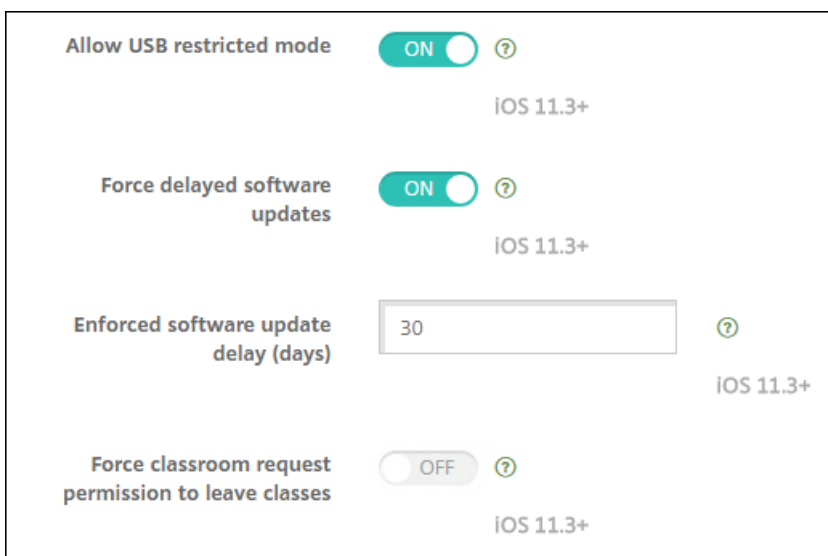 Allow USB restricted mode ON ?
iOS 11.3+
Force delayed software
updates ON ?
iOS 11.3+
Enforced software update
delay (days) 30 ?
iOS 11.3+
Force classroom request
permission to leave classes OFF ?
iOS 11.3+